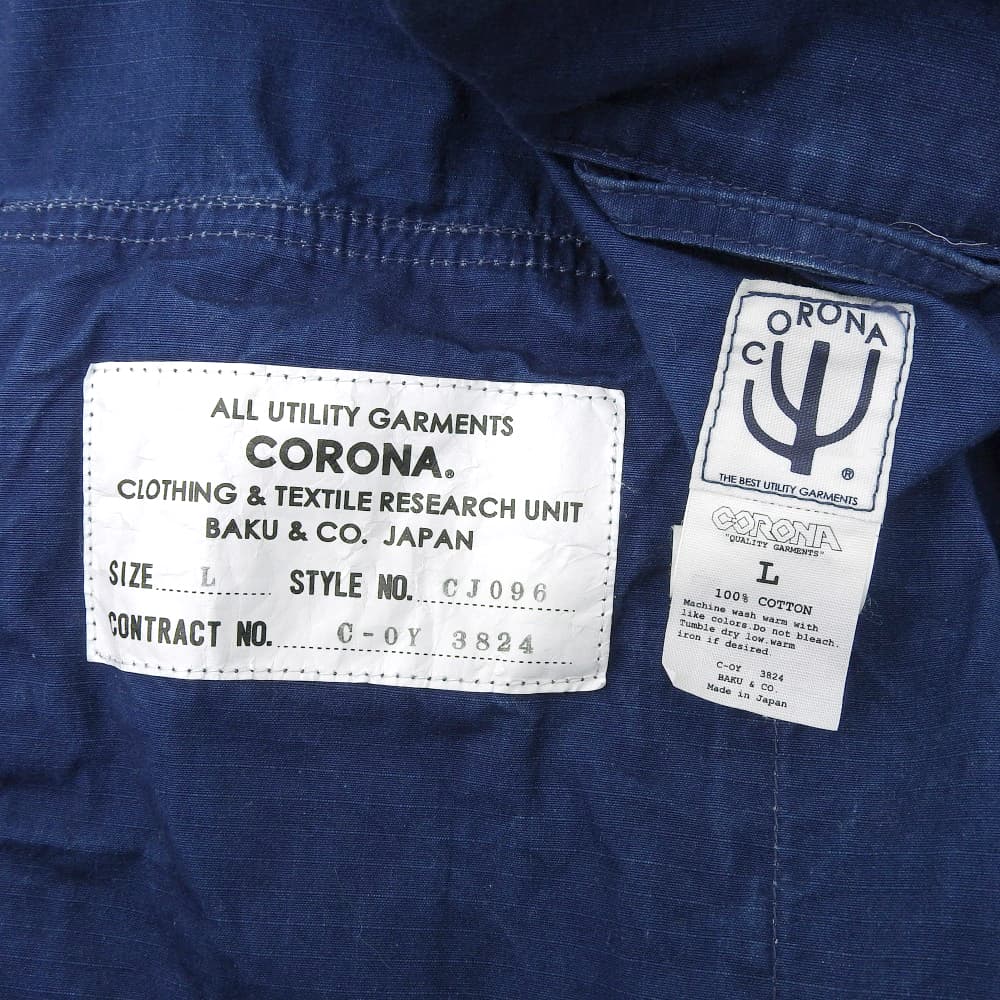 ALL UTILITY GARMENTS
CORONA®
CLOTHING & TEXTILE RESEARCH UNIT
BAKU & CO. JAPAN
SIZE L STYLE NO. CJ096
CONTRACT NO. C-OY 3824
CORONA
®
THE BEST UTILITY GARMENTS
CORONA
"QUALITY GARMENTS"
L
100% COTTON
Machine wash warm with
like colors.Do not bleach.
Tumble dry low.warm
iron if desired
C-OY 3824
BAKU & CO.
Made in Japan